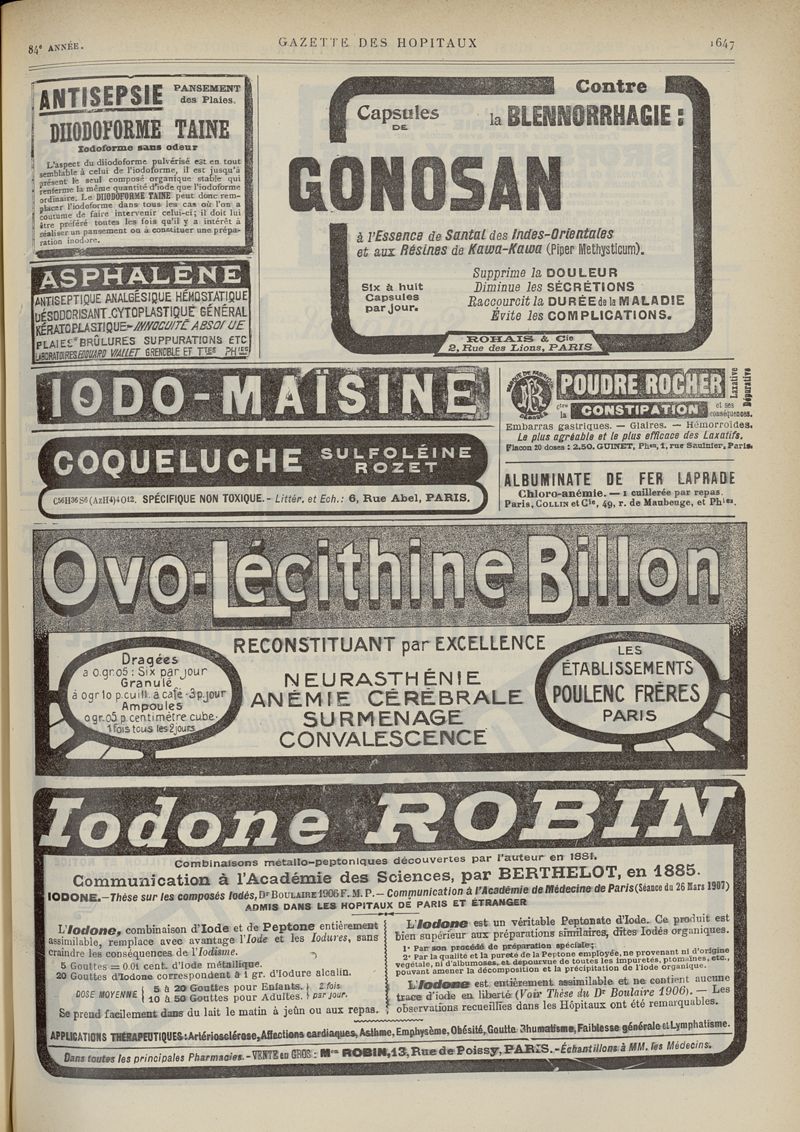 84e ANNÉE.
GAZETTE DES HOPITAUX
1647
ANTISEPSIE
PANSEMENT
des Plaies.
DIIODOFORME TAINE
Iodoforme sans odeur
L'aspect du diiodoforme pulvérisé est en tout
semblable à celui de l'iodoforme, il est jusqu'à
présent le seul composé organique stable qui
renferme la même quantité d'iode que l'iodoforme
ordinaire. Le DIIODOFORME TAINE peut donc rem-
placer l'iodoforme dans tous les cas où l'on a
coutume de faire intervenir celui-ci; il doit lui
être préféré toutes les fois qu'il y a intérêt à
réaliser un pansement ou à constituer une prépa-
ration inodore.
ASPHALÈNE
ANTISEPTIQUE ANALGÉSIQUE HÉMOSTATIQUE
DÉSODORISANT.CYTOPLASTIQUE GÉNÉRAL
KÉRATOPLASTIQUE-INNOCUITÉ ABSOLUE
PLAIES BRÛLURES SUPPURATIONS ETC
LABORATOIRES EDOUARD VIALLET GRENOBLE ET Ttes PHies
Contre
Capsules
DE
la BLENNORRHAGIE:
GONOSAN
à l'Essence de Santal des Indes-Orientales
et aux Résines de Kawa-Kawa (Piper Methysticum).
Six à huit
Capsules
par jour.
Supprime la DOULEUR
Diminue les SÉCRÉTIONS
Raccourcit la DURÉE de la MALADIE
Évite les COMPLICATIONS.
ROHAIS & Cie
2, Rue des Lions, PARIS
IODO-MAÏSINE
COQUELUCHE
SULFOLÉINE
ROZET
C56H36S6(AzH4)4O12. SPÉCIFIQUE NON TOXIQUE.- Littér. et Ech.: 6, Rue Abel, PARIS.
POUDRE ROCHER
Laxative
Dépurative
ctre
la
CONSTIPATION
et ses
conséquences.
Embarras gastriques. — Glaires. — Hémorroïdes.
Le plus agréable et le plus efficace des Laxatifs.
Flacon 20 doses: 2.50. GUINET, Phen, 1, rue Saulnier, Paris.
ALBUMINATE DE FER LAPRADE
Chloro-anémie. — 1 cuillerée par repas.
Paris, COLLIN et Cie, 49, r. de Maubeuge, et Phies.
Ovo-Lécithine Billon
RECONSTITUANT par EXCELLENCE
Dragées
à 0.gr.05: Six par jour
Granulé
à 0gr 10 p.cuill. à café-3p.jour
Ampoules
0gr.05 p.centimètre cube.
1 fois tous les 2 jours
NEURASTHÉNIE
ANÉMIE CÉRÉBRALE
SURMENAGE
CONVALESCENCE
LES
ÉTABLISSEMENTS
POULENC FRÈRES
PARIS
Iodone ROBIN
Combinaisons métallo-peptoniques découvertes par l'auteur en 1881.
Communication à l'Académie des Sciences, par BERTHELOT, en 1885.
IODONE.-Thèse sur les composés Iodés, Dr BOULAIRE 1906 F. M. P. - Communication à l'Académie de Médecine de Paris (Séance du 26 Mars 1907)
ADMIS DANS LES HOPITAUX DE PARIS ET ÉTRANGER
L'Iodone, combinaison d'Iode et de Peptone entièrement
assimilable, remplace avec avantage l'Iode et les Iodures, sans
craindre les conséquences de l'Iodisme.
5 Gouttes = 0.01 cent. d'iode métallique.
20 Gouttes d'Iodone correspondent à 1 gr. d'Iodure alcalin.
DOSE MOYENNE
5 à 20 Gouttes pour Enfants.
10 à 50 Gouttes pour Adultes.
2 fois
par jour.
Se prend facilement dans du lait le matin à jeûn ou aux repas.
L'Iodone est un véritable Peptonate d'Iode. Ce produit est
bien supérieur aux préparations similaires, dites Iodés organiques.
1° Par son procédé de préparation spéciale;
2° Par la qualité et la pureté de la Peptone employée, ne provenant ni d'origine
végétale, ni d'albumoses, et dépourvue de toutes les impuretés, ptomaïnes, etc.,
pouvant amener la décomposition et la précipitation de l'iode organique.
L'Iodone est entièrement assimilable et ne contient aucune
trace d'iode en liberté (Voir Thèse du Dr Boulaire 1906). — Les
observations recueillies dans les Hôpitaux ont été remarquables.
APPLICATIONS THÉRAPEUTIQUES: Artériosclérose, Affections cardiaques, Asthme, Emphysème, Obésité, Goutte, Rhumatisme, Faiblesse générale et Lymphatisme.
Dans toutes les principales Pharmacies. - VENTE en GROS: Mon ROBIN, 13, Rue de Poissy, PARIS. - Échantillons à MM. les Médecins.